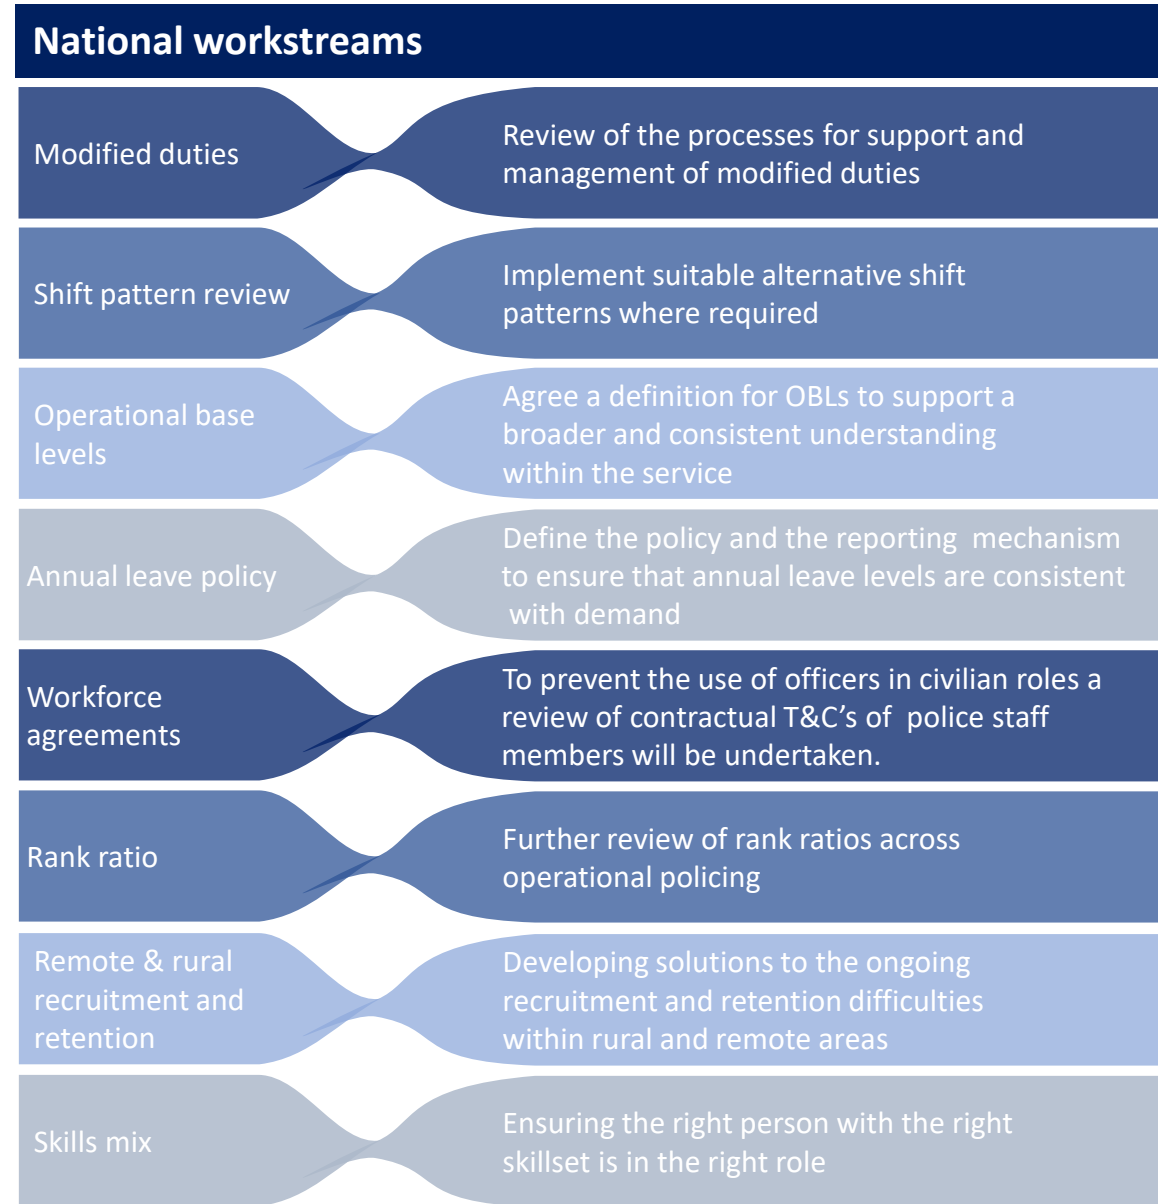 National workstreams
Modified duties
Review of the processes for support and
management of modified duties
Shift pattern review
Implement suitable alternative shift
patterns where required
Operational base
levels
Agree a definition for OBLs to support a
broader and consistent understanding
within the service
Annual leave policy
Define the policy and the reporting  mechanism
to ensure that annual leave levels are consistent
with demand
Workforce
agreements
To prevent the use of officers in civilian roles a
review of contractual T&C’s of  police staff
members will be undertaken.
Rank ratio
Further review of rank ratios across
operational policing
Remote & rural
recruitment and
retention
Developing solutions to the ongoing
recruitment and retention difficulties
within rural and remote areas
Skills mix
Ensuring the right person with the right
skillset is in the right role